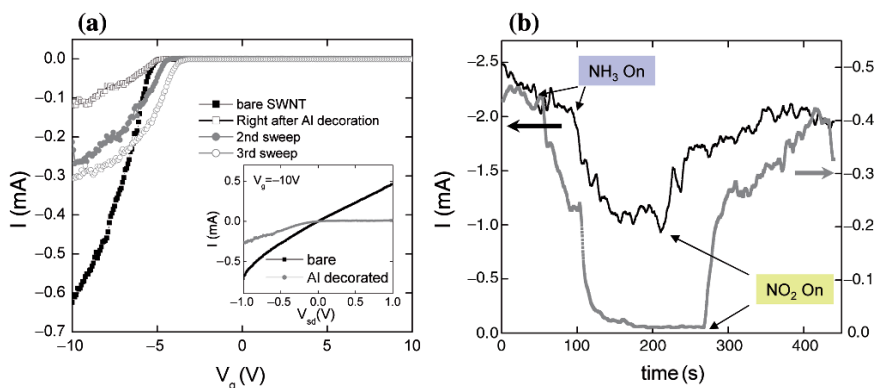 (a)
0.0
−0.1
−0.2
−0.3
−0.4
−0.5
−0.6
−0.7
I (mA)
bare SWNT
Right after Al decoration
2nd sweep
3rd sweep
Vg=−10V
0.5
0.0
−0.5
I (mA)
bare
Al decorated
−1.0 −0.5 0.0 0.5 1.0
Vsd(V)
−10 −5 0 5 10
Vg(V)
(b)
−2.5
−2.0
−1.5
−1.0
−0.5
0.0
I (mA)
NH3 On
NO2 On
−0.5
−0.4
−0.3
−0.2
−0.1
0.0
0 100 200 300 400
time (s)